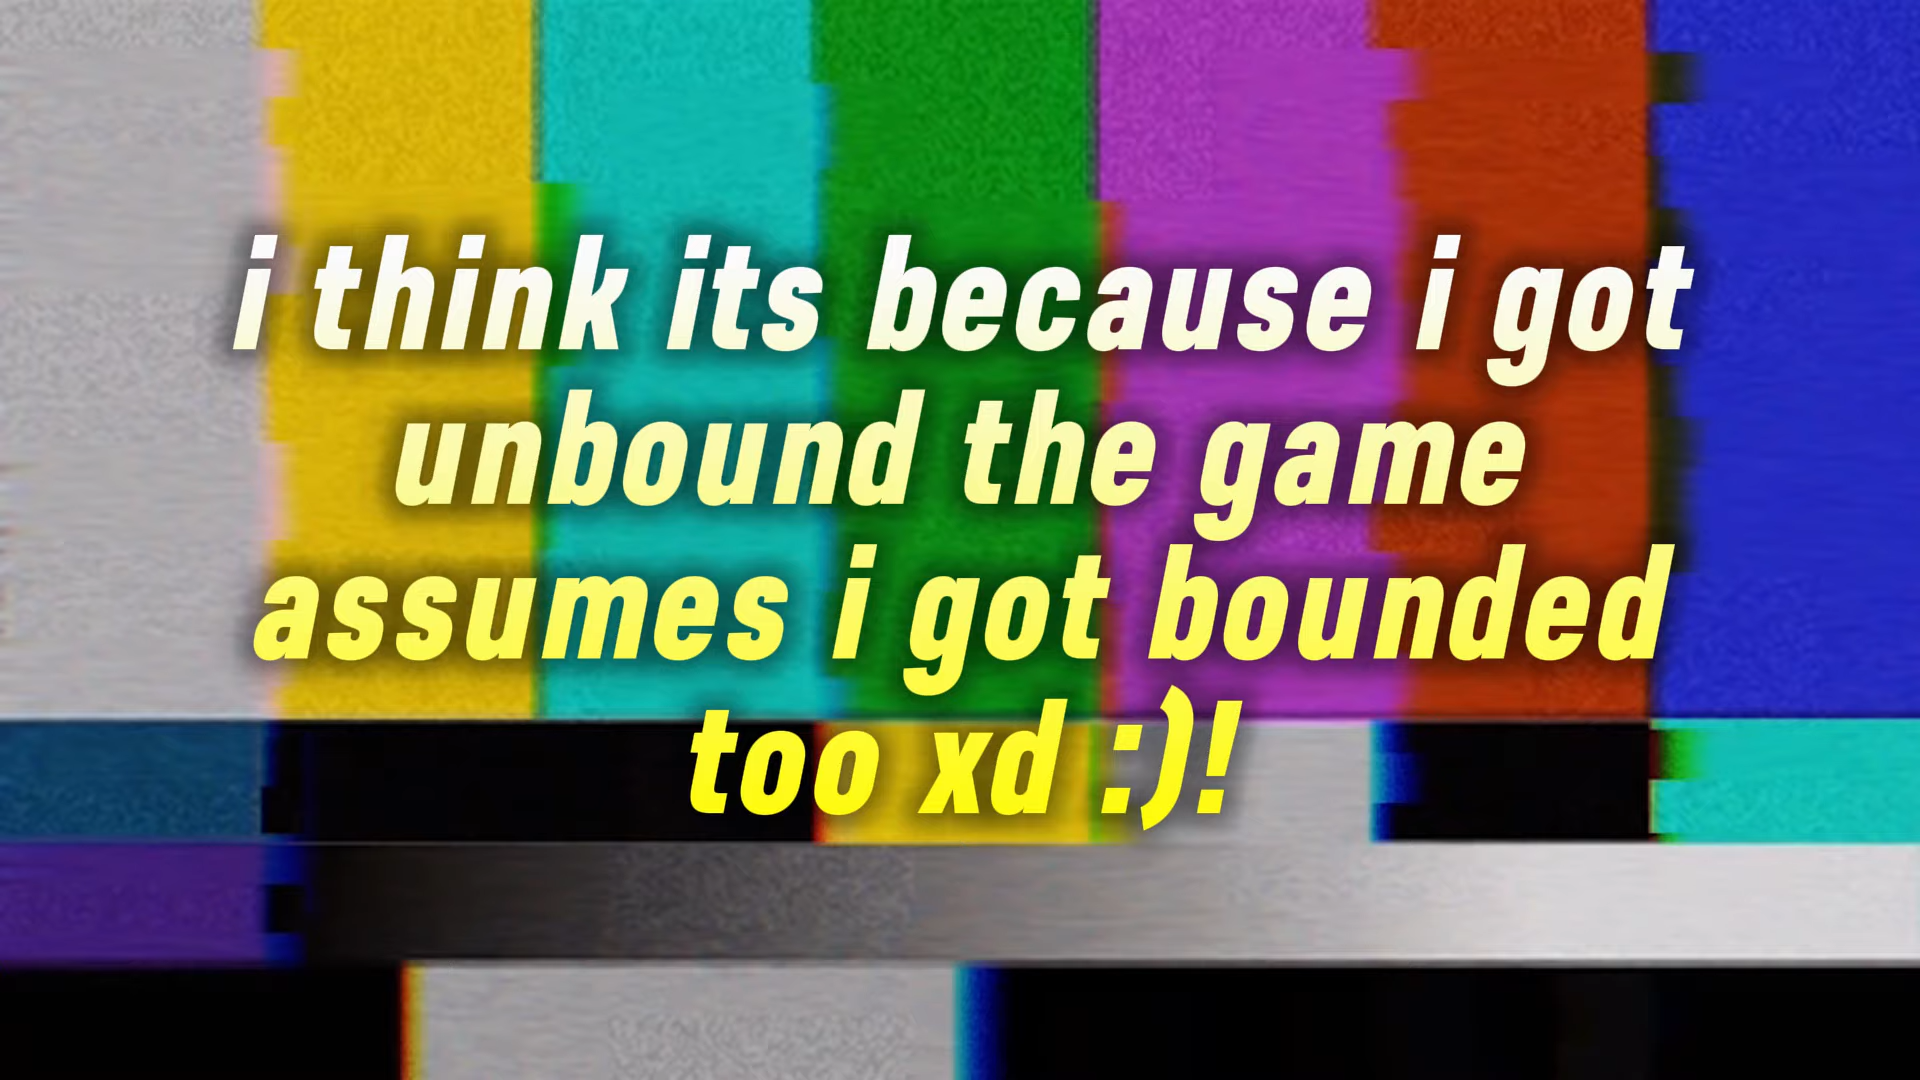 i think its because i got
unbound the game
assumes i got bounded
too xd :)!